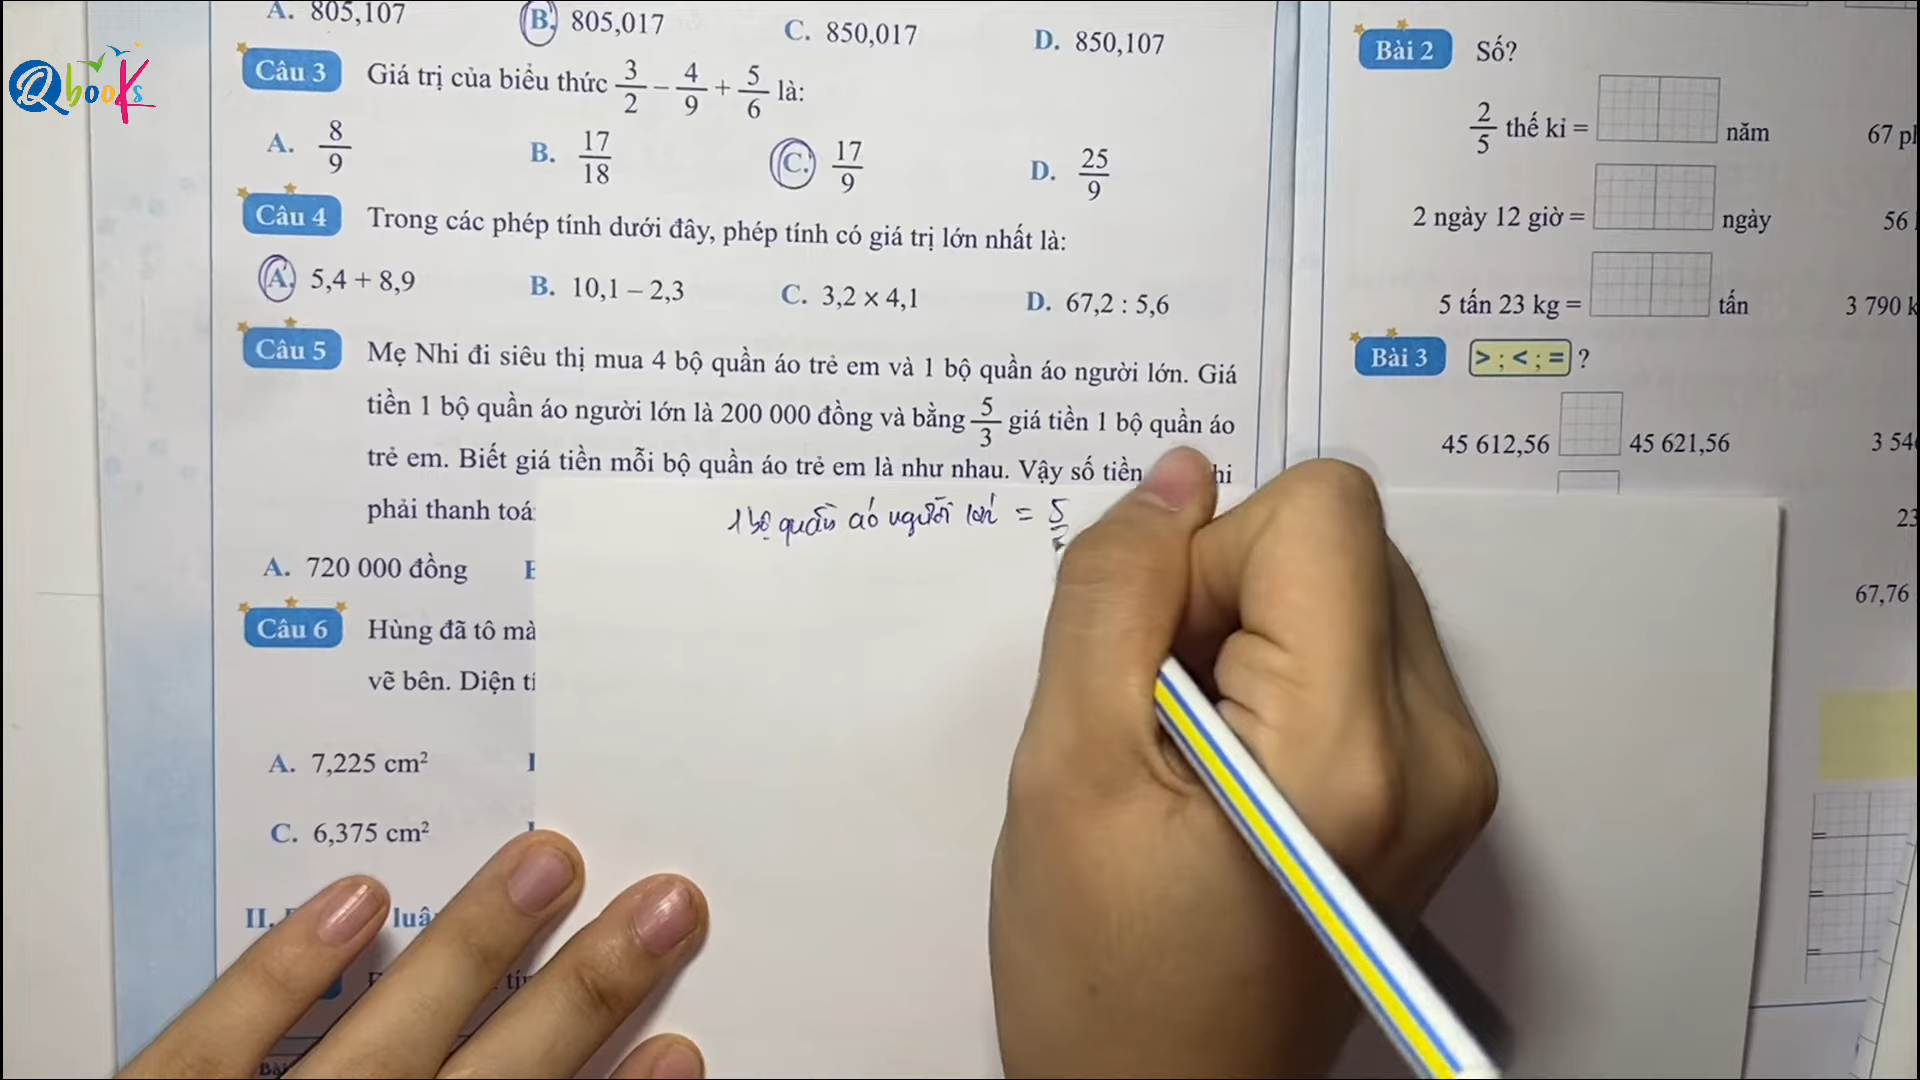 Qbooks
A. 805,107 B. 805,017 C. 850,017 D. 850,107
Câu 3 Giá trị của biểu thức 3/2 − 4/9 + 5/6 là:
A. 8/9 B. 17/18 C. 17/9 D. 25/9
Câu 4 Trong các phép tính dưới đây, phép tính có giá trị lớn nhất là:
A. 5,4 + 8,9 B. 10,1 – 2,3 C. 3,2 × 4,1 D. 67,2 : 5,6
Câu 5 Mẹ Nhi đi siêu thị mua 4 bộ quần áo trẻ em và 1 bộ quần áo người lớn. Giá
tiền 1 bộ quần áo người lớn là 200 000 đồng và bằng 5/3 giá tiền 1 bộ quần áo
trẻ em. Biết giá tiền mỗi bộ quần áo trẻ em là như nhau. Vậy số tiền
phải thanh
1 bộ quần áo người lớn = 5
A. 720 000 đồng
Câu 6 Hùng đã tô
vẽ bên. Diện
A. 7,225 cm²
C. 6,375 cm²
II.
Bài 2 Số?
2/5 thế kỉ = năm
67
2 ngày 12 giờ = ngày
56
5 tấn 23 kg = tấn
3 790
Bài 3 > ; < ; = ?
45 612,56 45 621,56
67,76